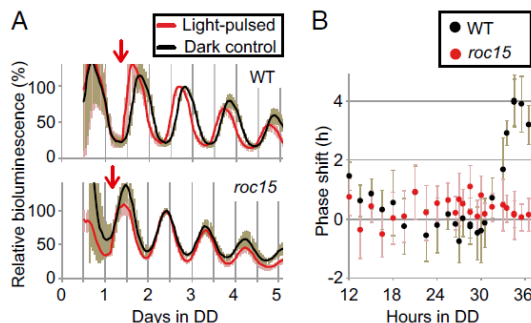 A
Light-pulsed
Dark control
WT
roc15
Relative bioluminescence (%)
100
50
0
100
50
0
0 1 2 3 4 5
Days in DD
B
WT
roc15
Phase shift (h)
4
2
0
-2
12 18 24 30 36
Hours in DD